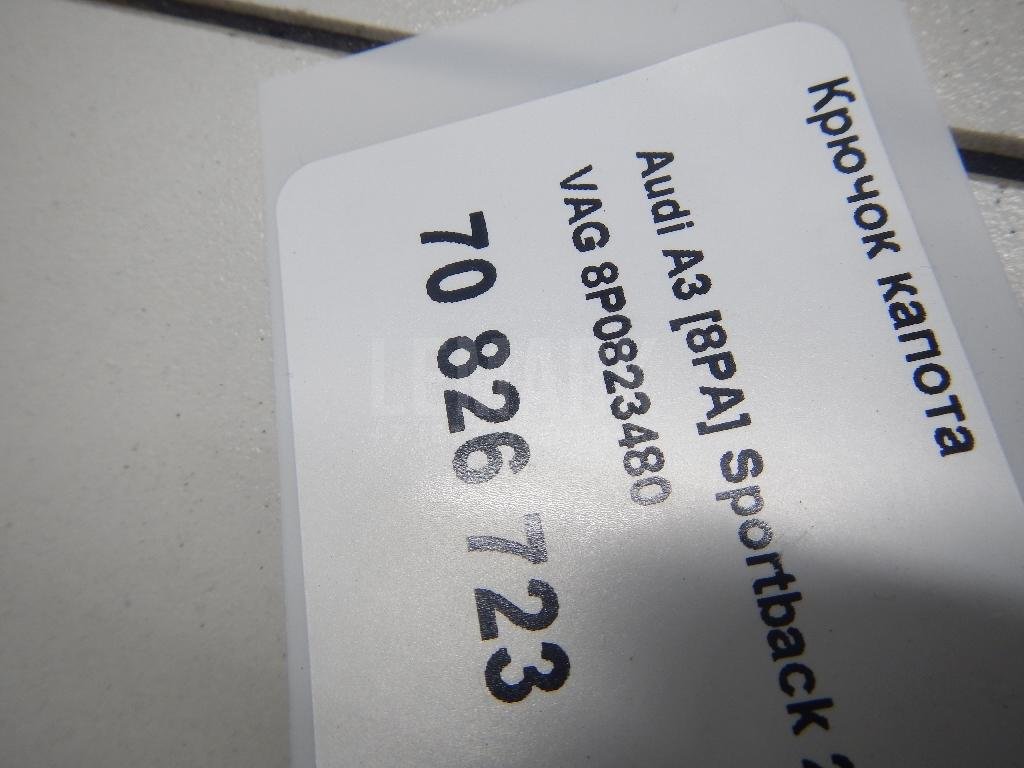 Крючок капота
Audi A3 [8PA] Sportback
VAG 8P0823480
70 826 723